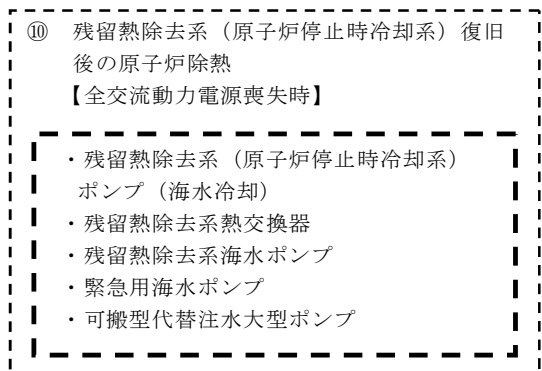 ⑩ 残留熱除去系（原子炉停止時冷却系）復旧
後の原子炉除熱
【全交流動力電源喪失時】
・残留熱除去系（原子炉停止時冷却系）
ポンプ（海水冷却）
・残留熱除去系熱交換器
・残留熱除去系海水ポンプ
・緊急用海水ポンプ
・可搬型代替注水大型ポンプ